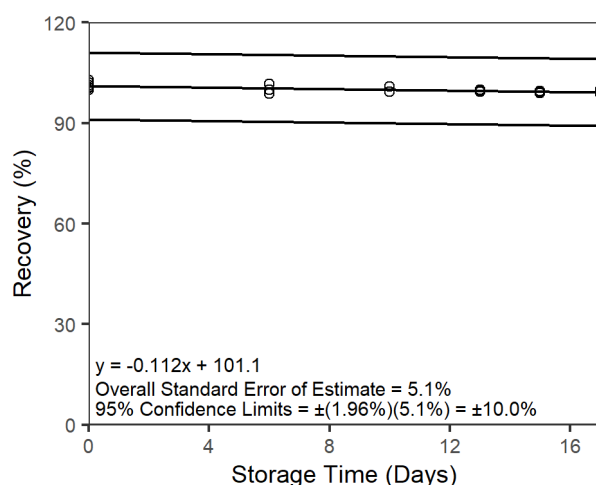 120
90
60
30
0
Recovery (%)
y = -0.112x + 101.1
Overall Standard Error of Estimate = 5.1%
95% Confidence Limits = ±(1.96%)(5.1%) = ±10.0%
0 4 8 12 16
Storage Time (Days)